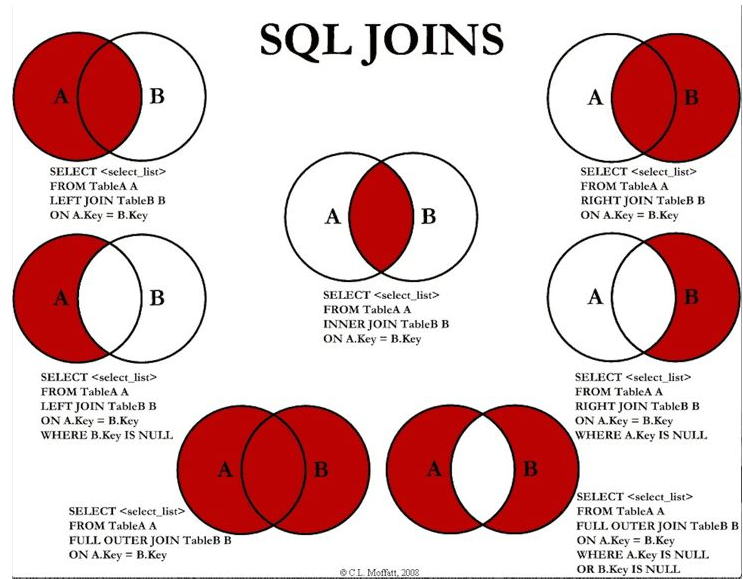 SQL JOINS
A B
SELECT <select_list>
FROM TableA A
LEFT JOIN TableB B
ON A.Key = B.Key
A B
SELECT <select_list>
FROM TableA A
RIGHT JOIN TableB B
ON A.Key = B.Key
A B
SELECT <select_list>
FROM TableA A
INNER JOIN TableB B
ON A.Key = B.Key
A B
SELECT <select_list>
FROM TableA A
LEFT JOIN TableB B
ON A.Key = B.Key
WHERE B.Key IS NULL
A B
SELECT <select_list>
FROM TableA A
RIGHT JOIN TableB B
ON A.Key = B.Key
WHERE A.Key IS NULL
A B
SELECT <select_list>
FROM TableA A
FULL OUTER JOIN TableB B
ON A.Key = B.Key
A B
SELECT <select_list>
FROM TableA A
FULL OUTER JOIN TableB B
ON A.Key = B.Key
WHERE A.Key IS NULL
OR B.Key IS NULL
© C.L. Moffatt, 2008